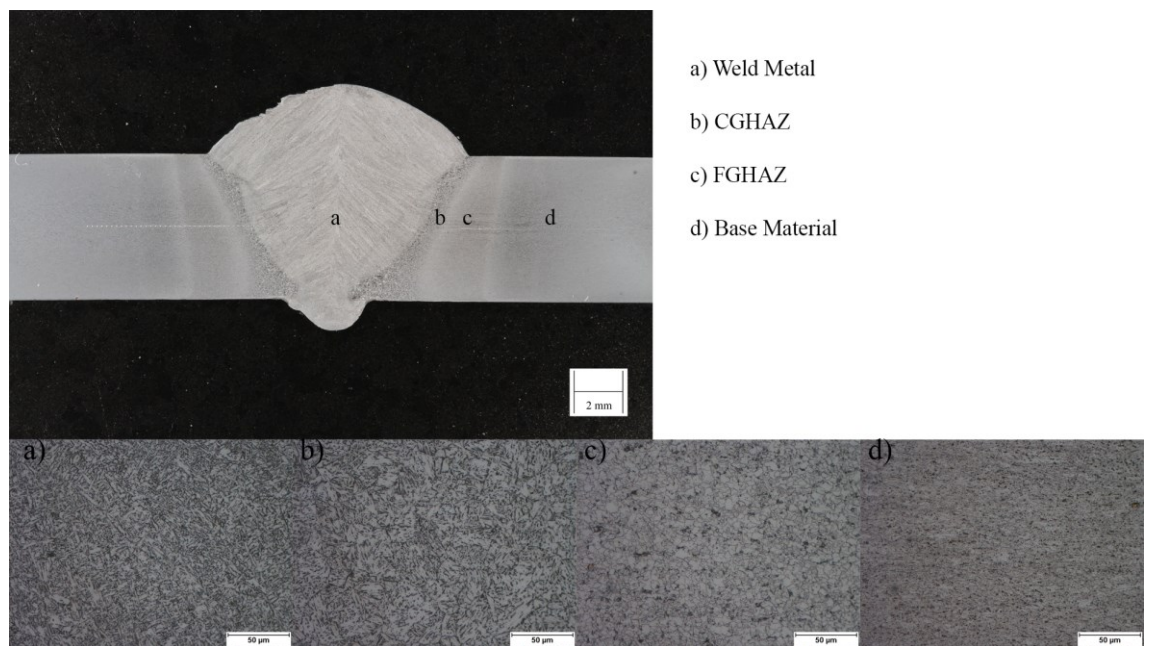 a) Weld Metal
b) CGHAZ
c) FGHAZ
d) Base Material
a b c d
2 mm
a) b) c) d)
50 µm 50 µm 50 µm 50 µm